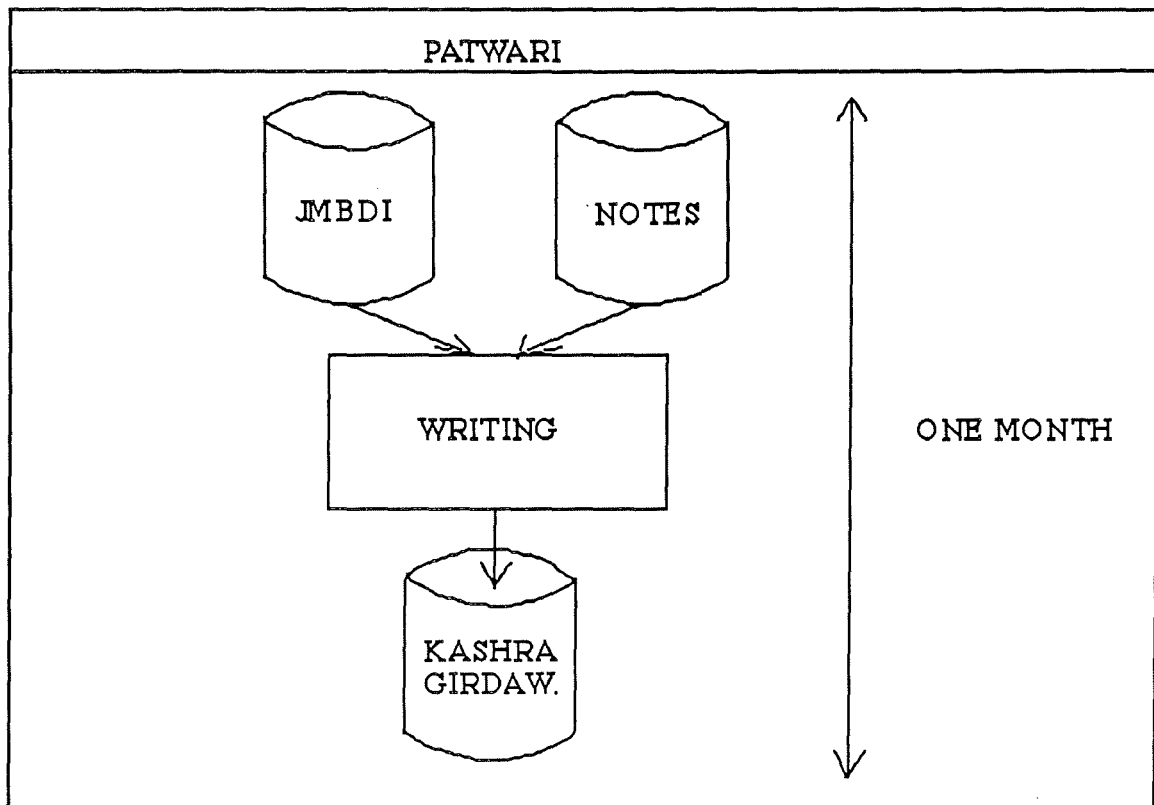 PATWARI
JMBDI
NOTES
WRITING
ONE MONTH
KASHRA
GIRDAW.